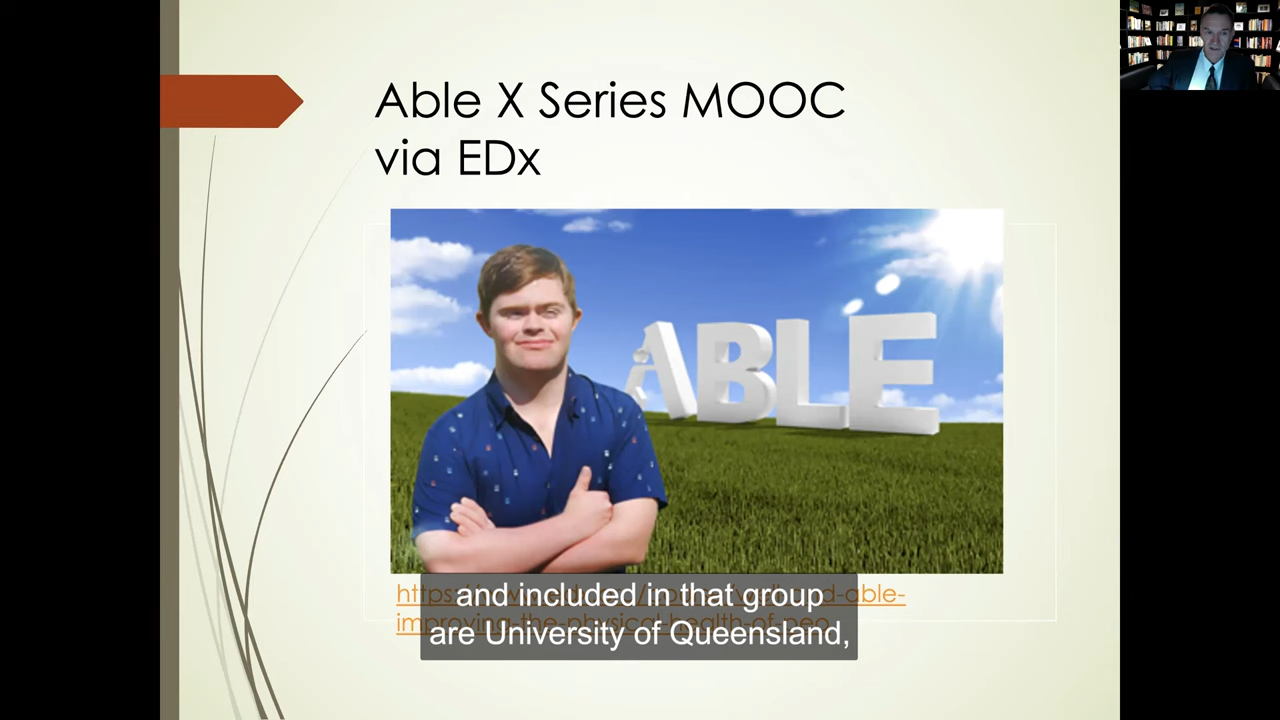 Able X Series MOOC
via EDx
ABLE
and included in that group
are University of Queensland,